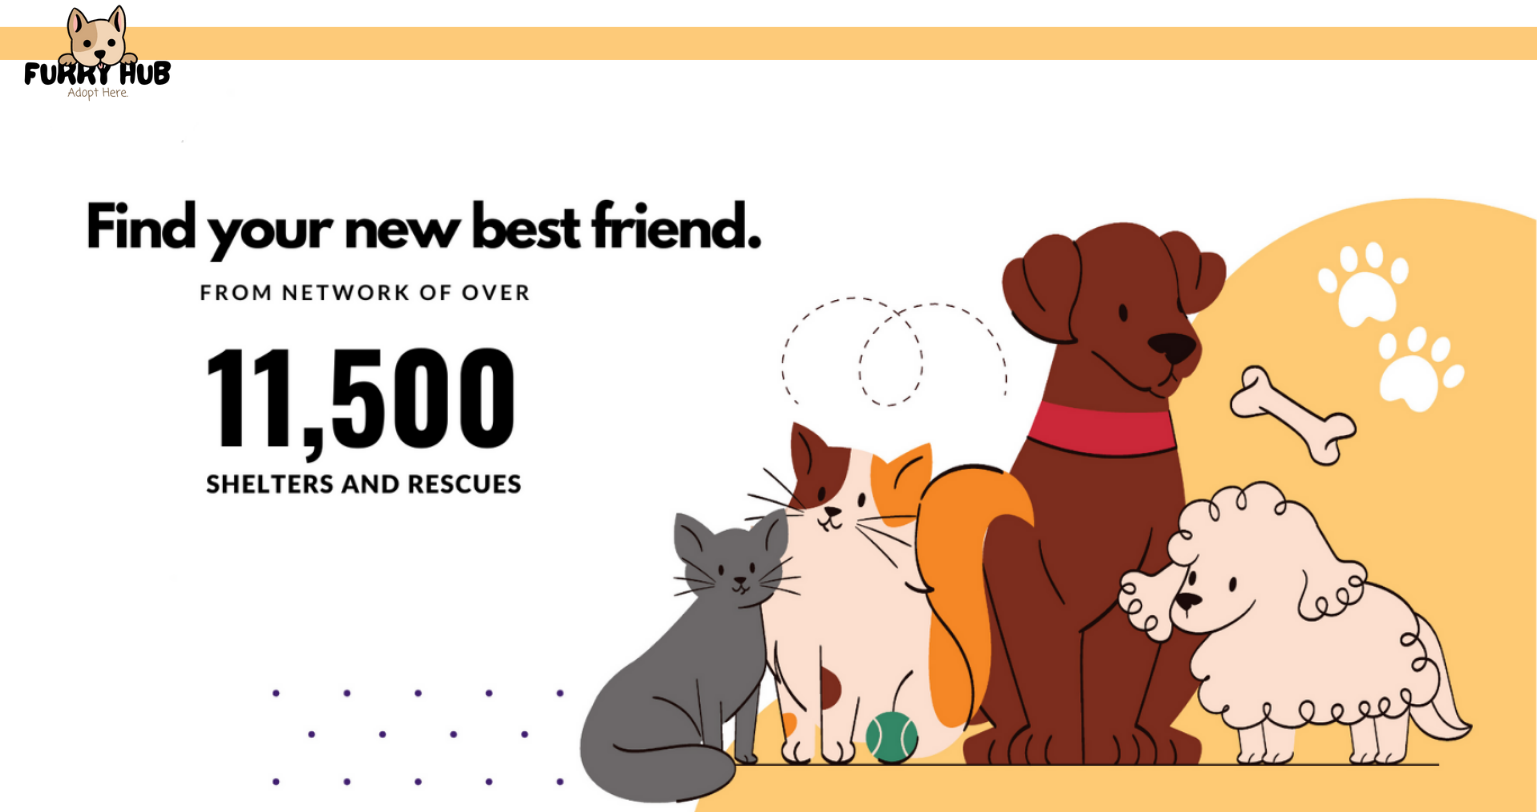 FURRY HUB
Adopt Here.
Find your new best friend.
FROM NETWORK OF OVER
11,500
SHELTERS AND RESCUES